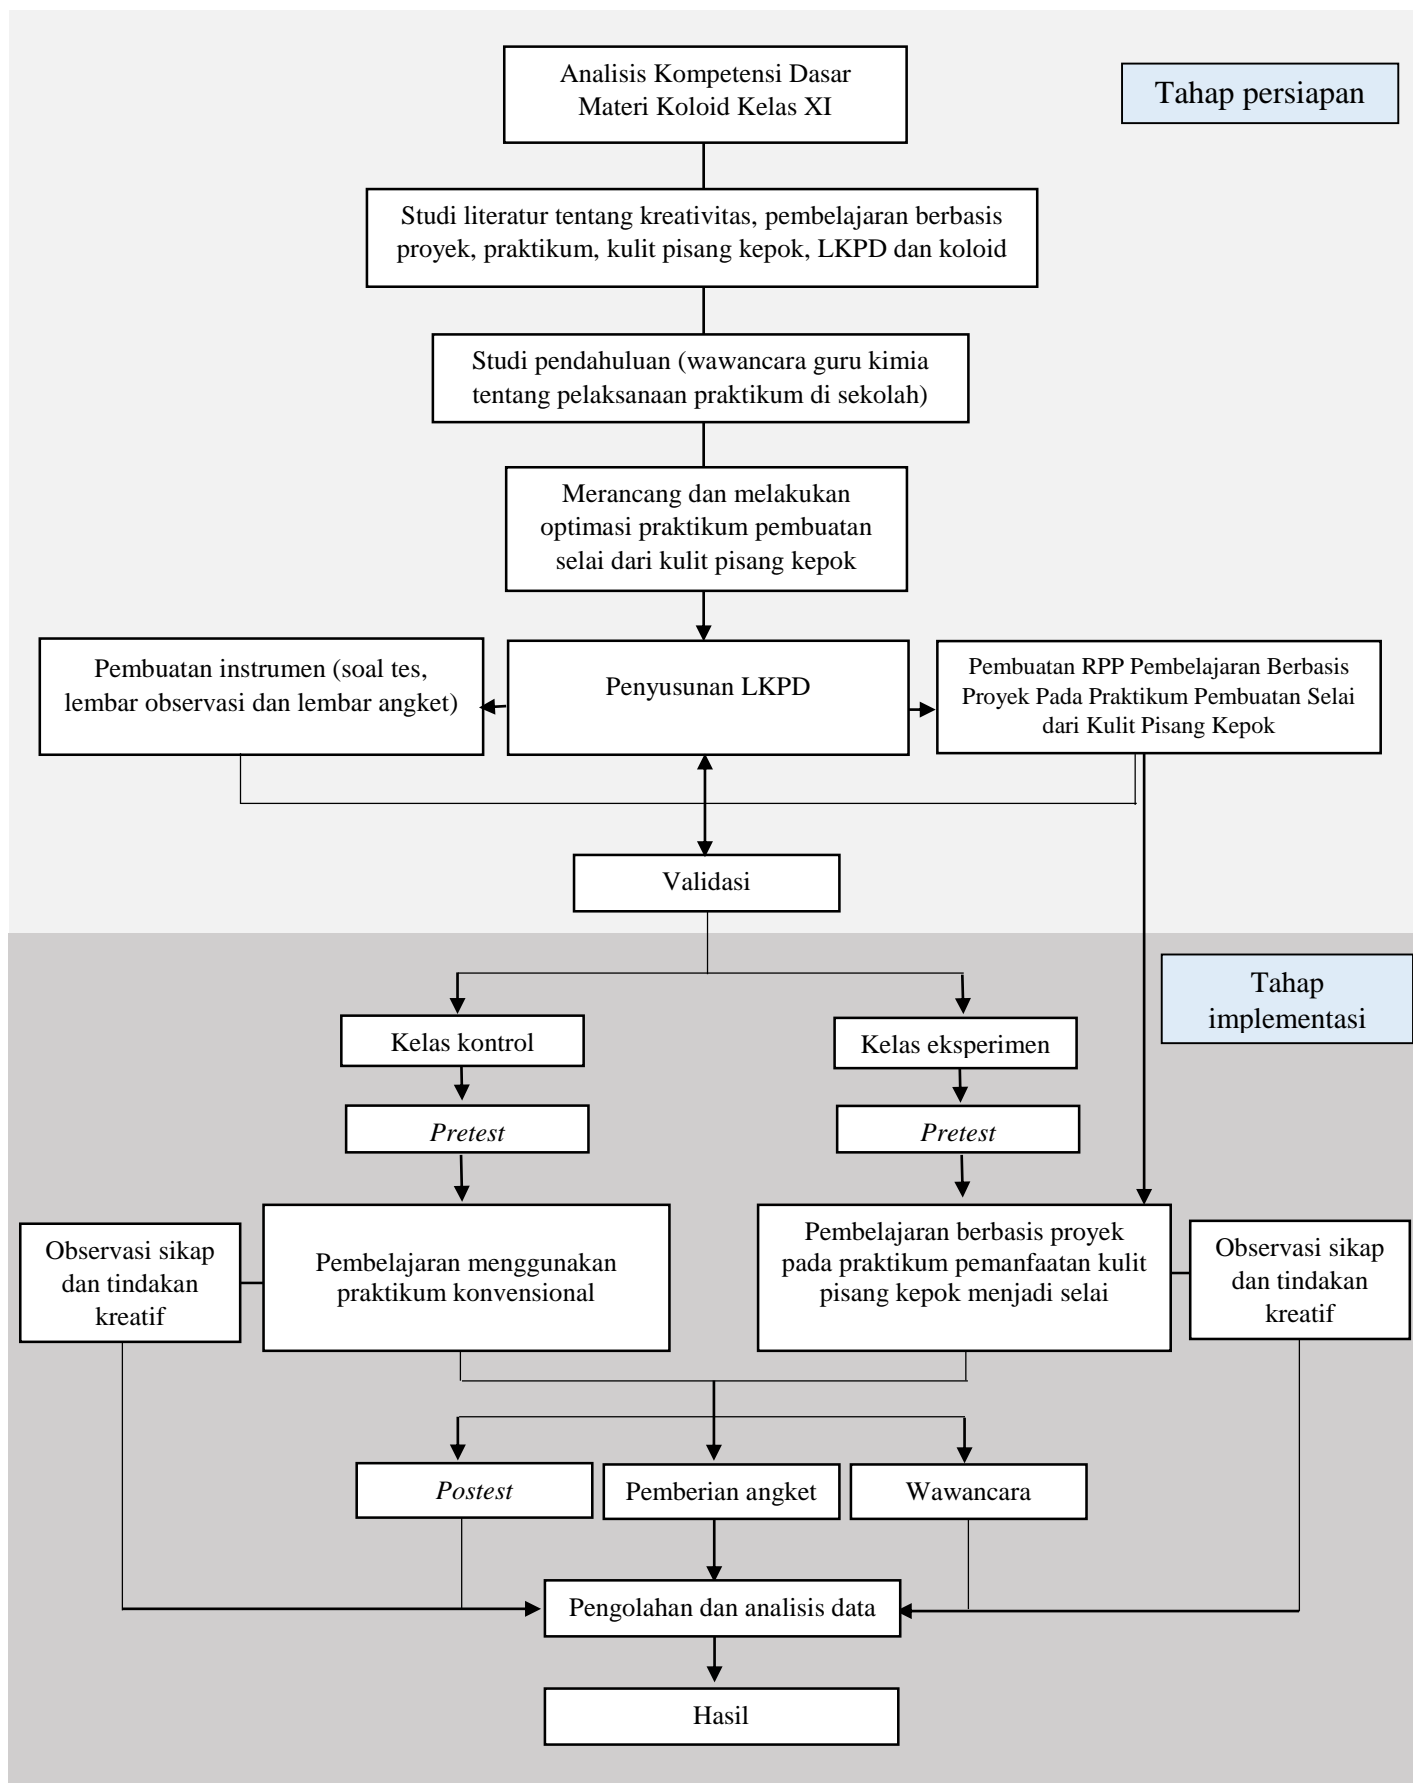 Analisis Kompetensi Dasar
Materi Koloid Kelas XI
Tahap persiapan
Studi literatur tentang kreativitas, pembelajaran berbasis
proyek, praktikum, kulit pisang kepok, LKPD dan koloid
Studi pendahuluan (wawancara guru kimia
tentang pelaksanaan praktikum di sekolah)
Merancang dan melakukan
optimasi praktikum pembuatan
selai dari kulit pisang kepok
Pembuatan instrumen (soal tes,
lembar observasi dan lembar angket)
Penyusunan LKPD
Pembuatan RPP Pembelajaran Berbasis
Proyek Pada Praktikum Pembuatan Selai
dari Kulit Pisang Kepok
Validasi
Tahap
implementasi
Kelas kontrol
Kelas eksperimen
Pretest
Pretest
Observasi sikap
dan tindakan
kreatif
Pembelajaran menggunakan
praktikum konvensional
Pembelajaran berbasis proyek
pada praktikum pemanfaatan kulit
pisang kepok menjadi selai
Observasi sikap
dan tindakan
kreatif
Postest
Pemberian angket
Wawancara
Pengolahan dan analisis data
Hasil